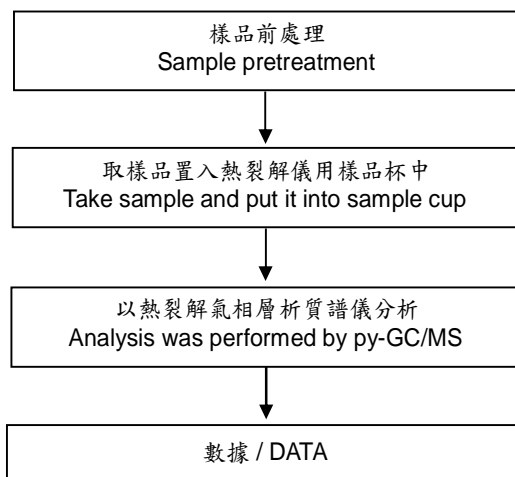 樣品前處理
Sample pretreatment
取樣品置入熱裂解儀用樣品杯中
Take sample and put it into sample cup
以熱裂解氣相層析質譜儀分析
Analysis was performed by py-GC/MS
數據 / DATA